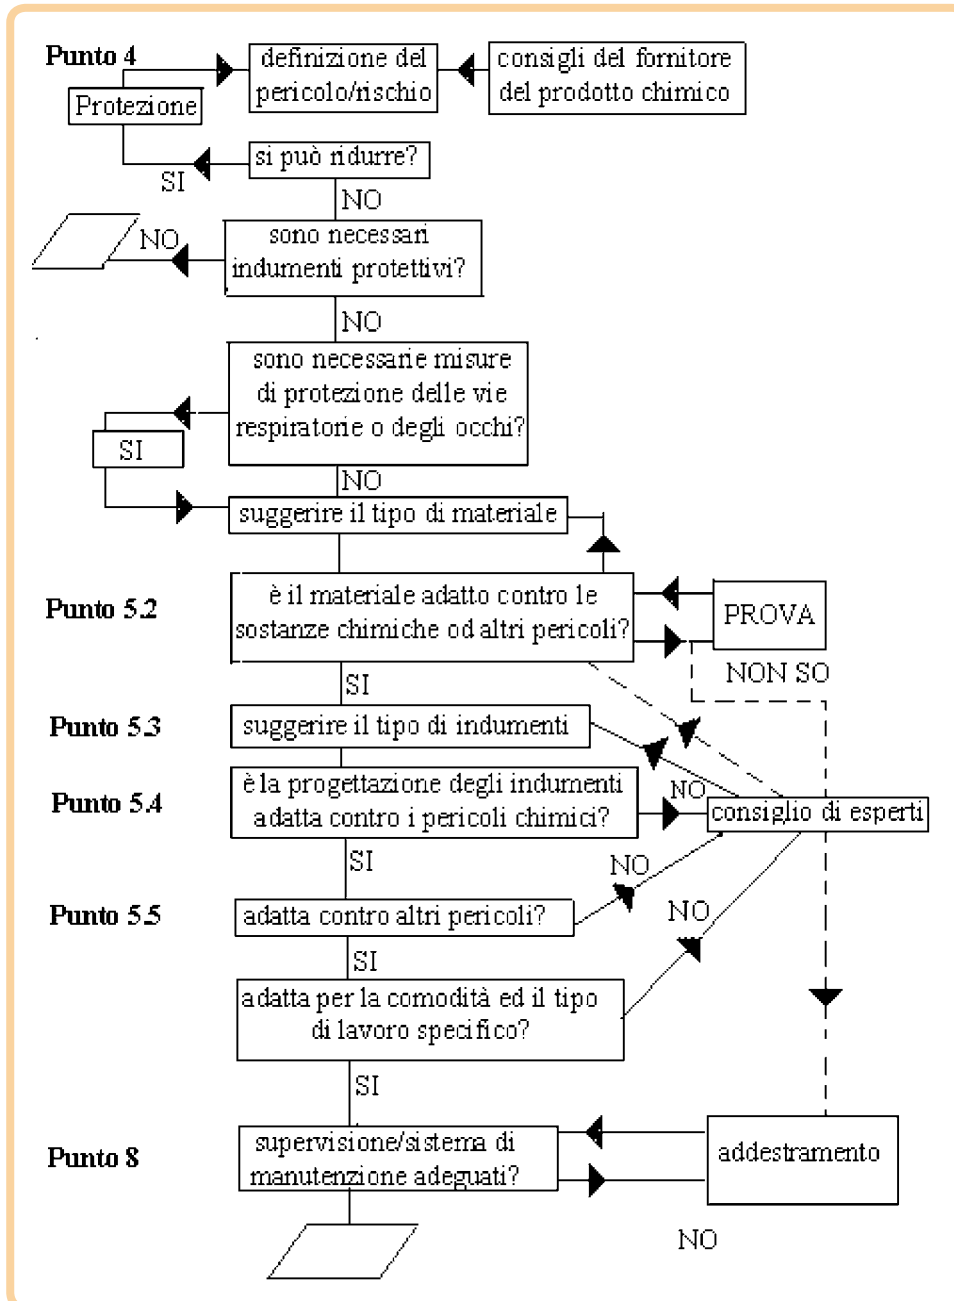 Punto 4
definizione del
pericolo/rischio
consigli del fornitore
del prodotto chimico
Protezione
si può ridurre?
SI
NO
sono necessari
indumenti protettivi?
NO
NO
sono necessarie misure
di protezione delle vie
respiratorie o degli occhi?
SI
NO
suggerire il tipo di materiale
Punto 5.2
è il materiale adatto contro le
sostanze chimiche od altri pericoli?
PROVA
NON SO
SI
Punto 5.3
suggerire il tipo di indumenti
Punto 5.4
è la progettazione degli indumenti
adatta contro i pericoli chimici?
NO
consiglio di esperti
SI
NO
Punto 5.5
adatta contro altri pericoli?
NO
SI
adatta per la comodità ed il tipo
di lavoro specifico?
SI
Punto 8
supervisione/sistema di
manutenzione adeguati?
addestramento
NO